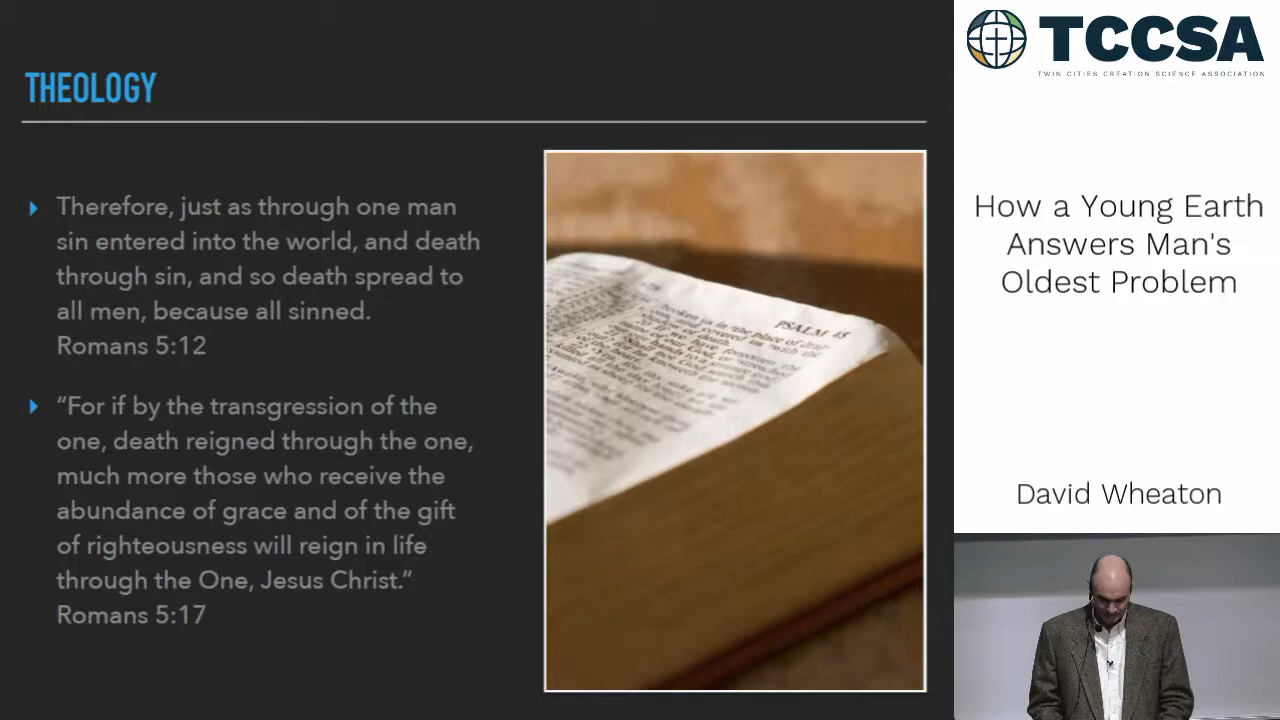 THEOLOGY
Therefore, just as through one man
sin entered into the world, and death
through sin, and so death spread to
all men, because all sinned.
Romans 5:12
“For if by the transgression of the
one, death reigned through the one,
much more those who receive the
abundance of grace and of the gift
of righteousness will reign in life
through the One, Jesus Christ.”
Romans 5:17
PSALM 45
TCCSA
TWIN CITIES CREATION SCIENCE ASSOCIATION
How a Young Earth
Answers Man's
Oldest Problem
David Wheaton